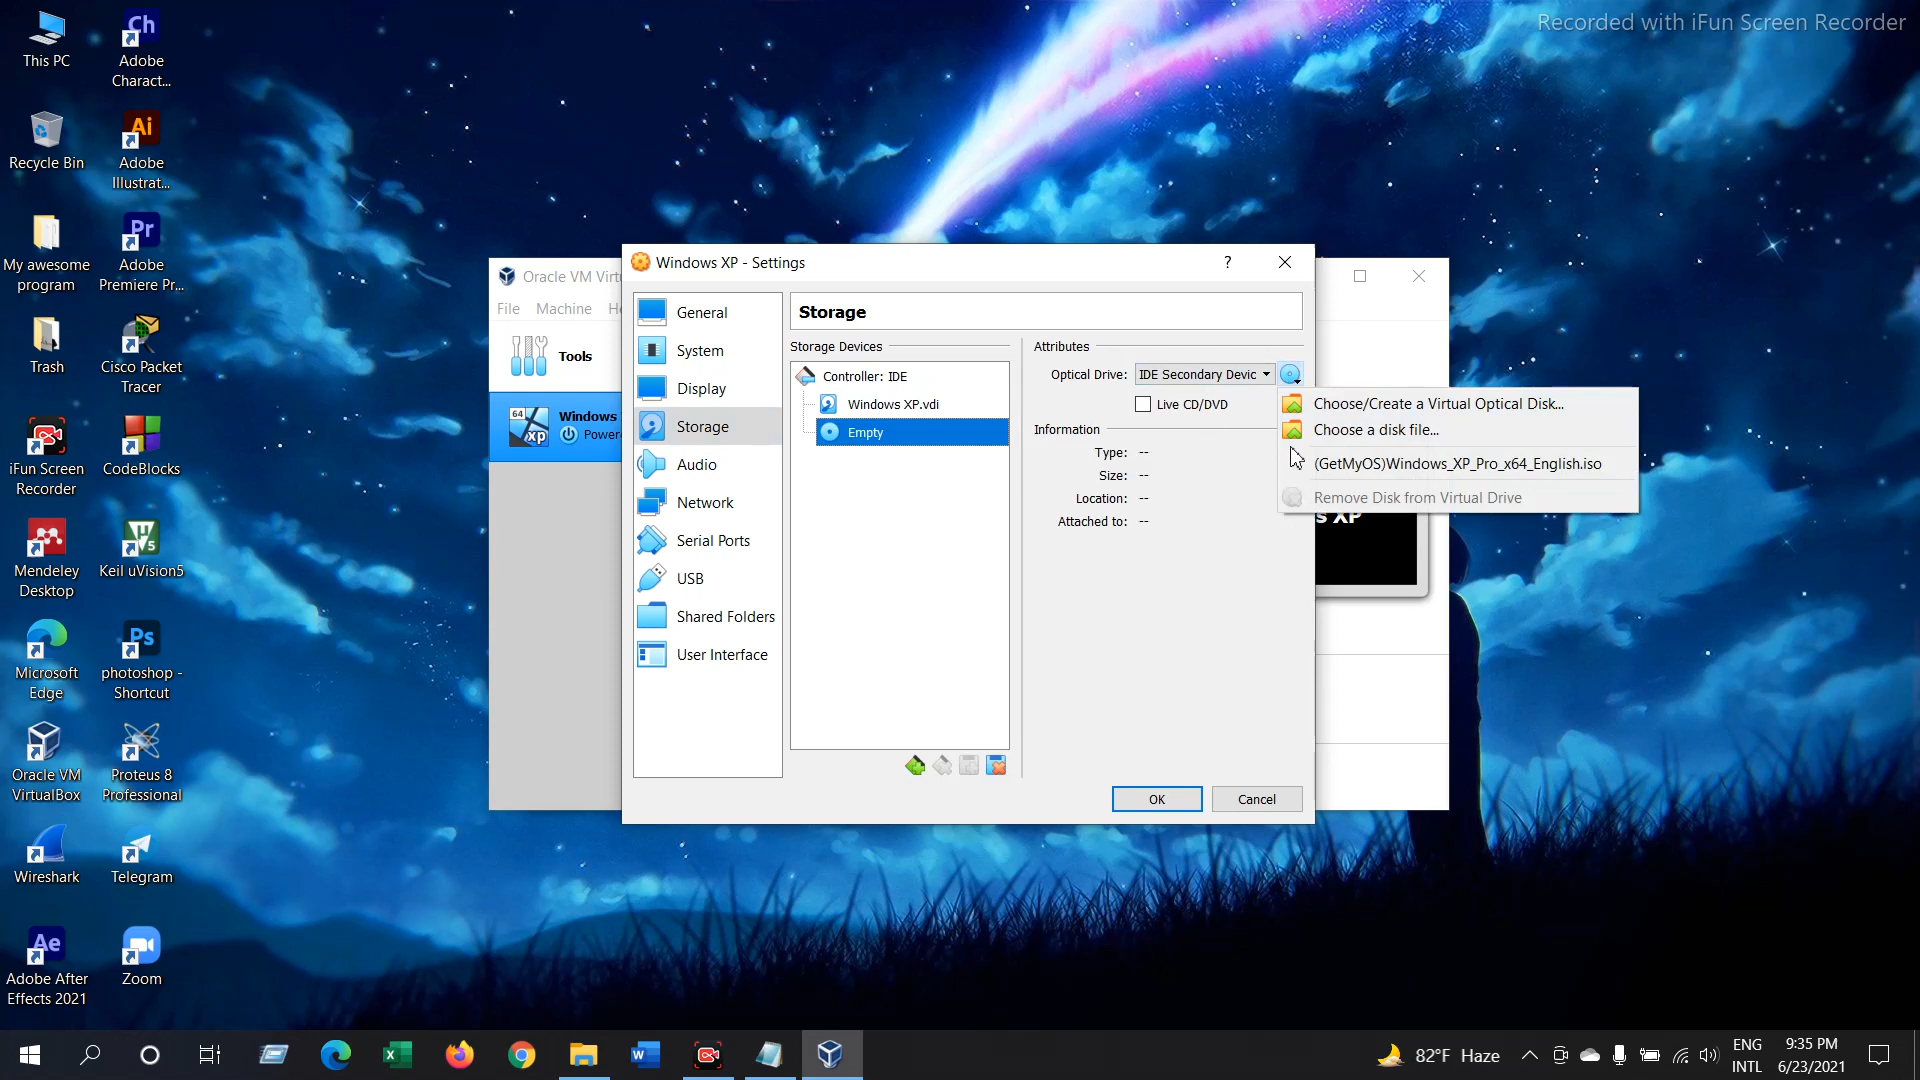 Recorded with iFun Screen Recorder
This PC
Adobe
Charact...
Recycle Bin
Adobe
Illustrat...
My awesome
program
Adobe
Premiere Pr...
Trash
Cisco Packet
Tracer
iFun Screen
Recorder
CodeBlocks
Mendeley
Desktop
Keil uVision5
Microsoft
Edge
photoshop -
Shortcut
Oracle VM
VirtualBox
Proteus 8
Professional
Wireshark
Telegram
Adobe After
Effects 2021
Zoom
Oracle VM Virtu
File Machine He
Tools
64
xp
Windows
Powere
Windows XP - Settings
?
General
System
Display
Storage
Audio
Network
Serial Ports
USB
Shared Folders
User Interface
Storage
Storage Devices
Controller: IDE
Windows XP.vdi
Empty
Attributes
Optical Drive: IDE Secondary Devic
Live CD/DVD
Information
Type: --
Size: --
Location: --
Attached to: --
Choose/Create a Virtual Optical Disk...
Choose a disk file...
(GetMyOS)Windows_XP_Pro_x64_English.iso
Remove Disk from Virtual Drive
s XP
OK
Cancel
82°F Haze
ENG
INTL
9:35 PM
6/23/2021